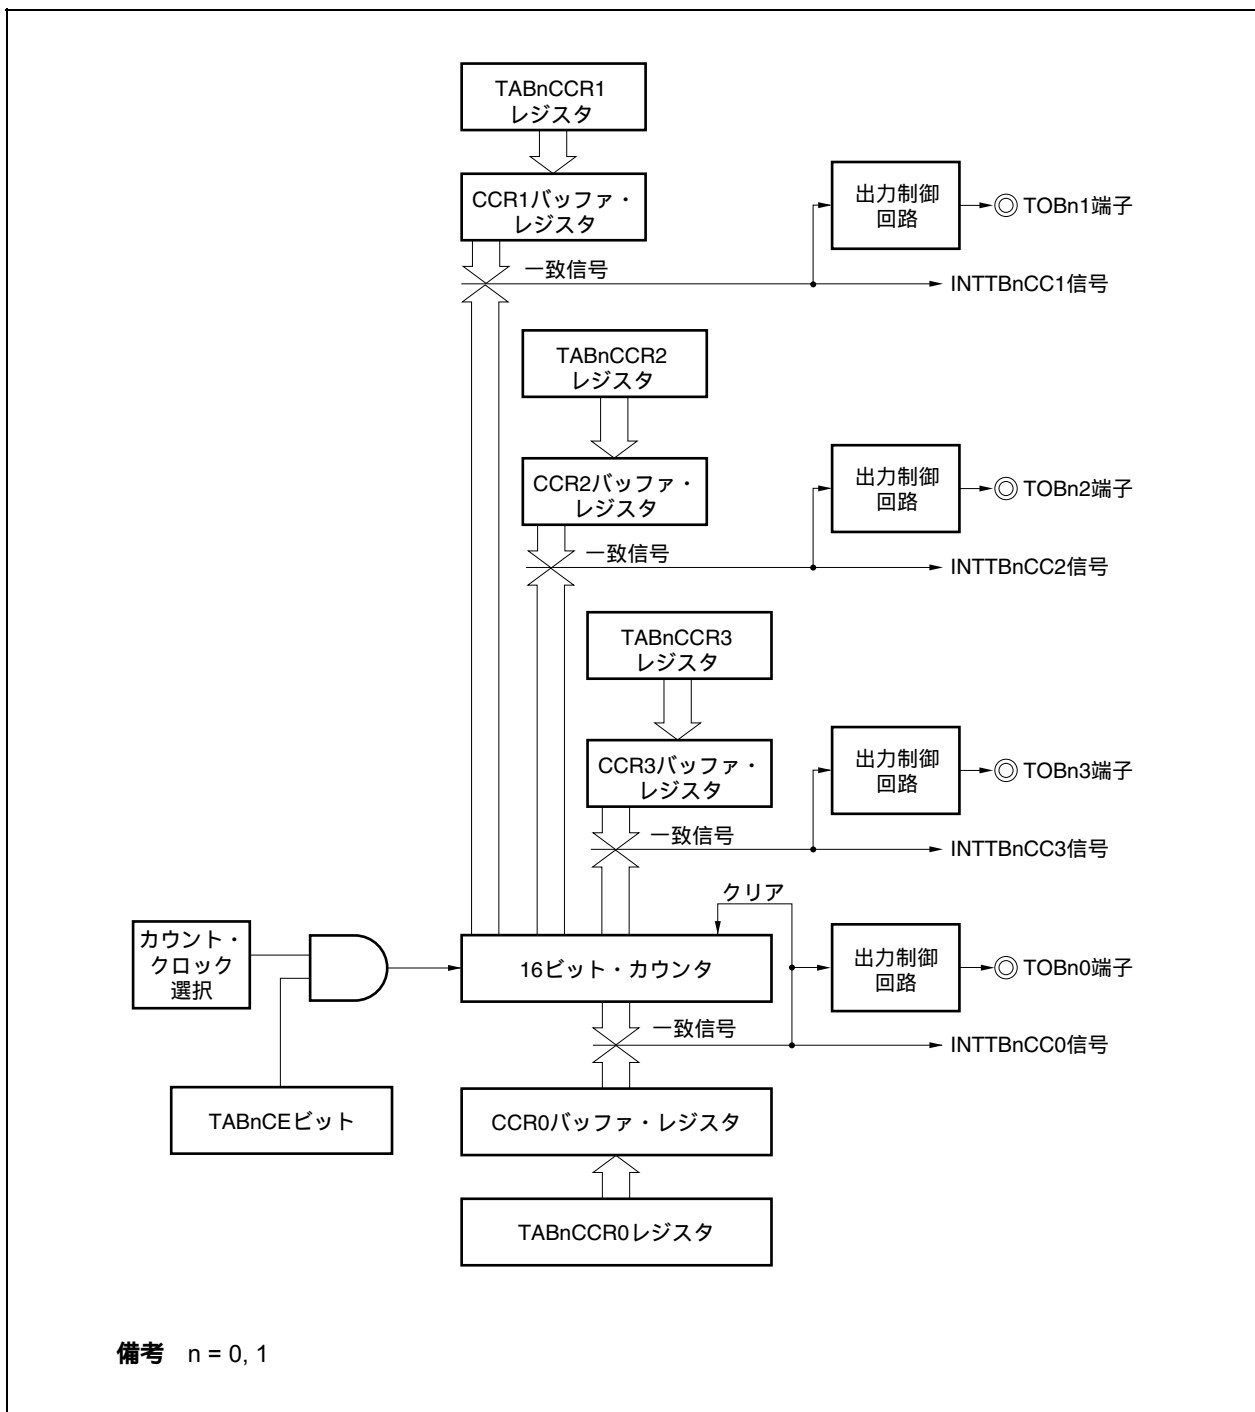 TABnCCR1
レジスタ
CCR1バッファ・
レジスタ
出力制御
回路
TOBn1端子
一致信号
INTTBnCC1信号
TABnCCR2
レジスタ
CCR2バッファ・
レジスタ
出力制御
回路
TOBn2端子
一致信号
INTTBnCC2信号
TABnCCR3
レジスタ
CCR3バッファ・
レジスタ
出力制御
回路
TOBn3端子
一致信号
INTTBnCC3信号
クリア
カウント・
クロック
選択
16ビット・カウンタ
出力制御
回路
TOBn0端子
一致信号
INTTBnCC0信号
TABnCEビット
CCR0バッファ・レジスタ
TABnCCR0レジスタ
備考 n = 0, 1